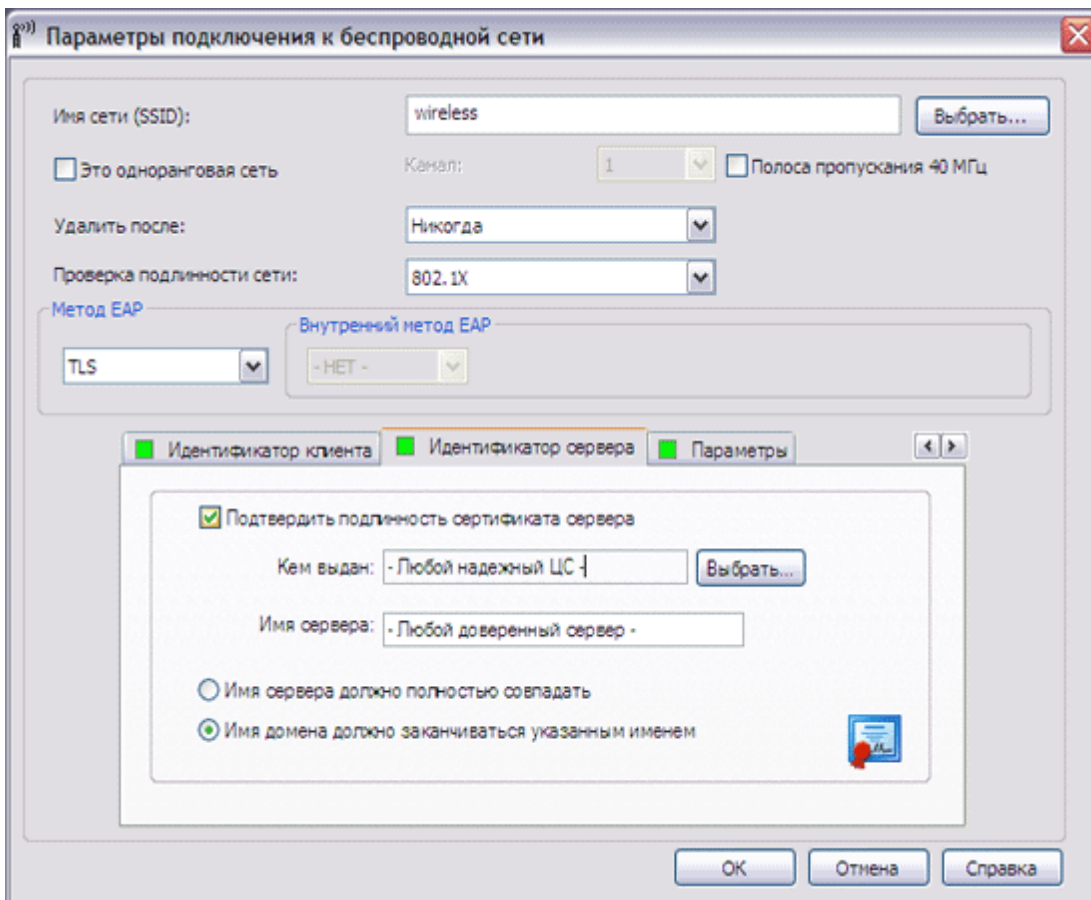 Параметры подключения к беспроводной сети
Имя сети (SSID): wireless Выбрать...
Это одноранговая сеть Канал: 1 Полоса пропускания 40 МГц
Удалить после: Никогда
Проверка подлинности сети: 802.1X
Метод EAP
Внутренний метод EAP
TLS - НЕТ -
Идентификатор клиента Идентификатор сервера Параметры
Подтвердить подлинность сертификата сервера
Кем выдан: - Любой надежный ЦС - Выбрать...
Имя сервера: - Любой доверенный сервер -
Имя сервера должно полностью совпадать
Имя домена должно заканчиваться указанным именем
OK Отмена Справка